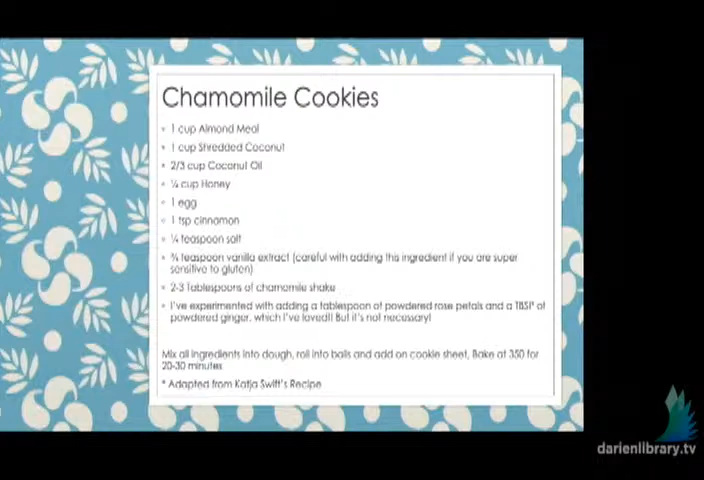 Chamomile Cookies
1 cup Almond Meal
1 cup Shredded Coconut
2/3 cup Coconut Oil
¼ cup Honey
1 egg
1 tsp cinnamon
¼ teaspoon salt
¾ teaspoon vanilla extract (careful with adding this ingredient if you are super
sensitive to gluten)
2-3 Tablespoons of chamomile shake
I've experimented with adding a tablespoon of powdered rose petals and a TBSP of
powdered ginger, which I've loved!! But it's not necessary!
Mix all ingredients into dough, roll into balls and add on cookie sheet, Bake at 350 for
20-30 minutes
* Adapted from Katja Swift's Recipe
darienlibrary.tv